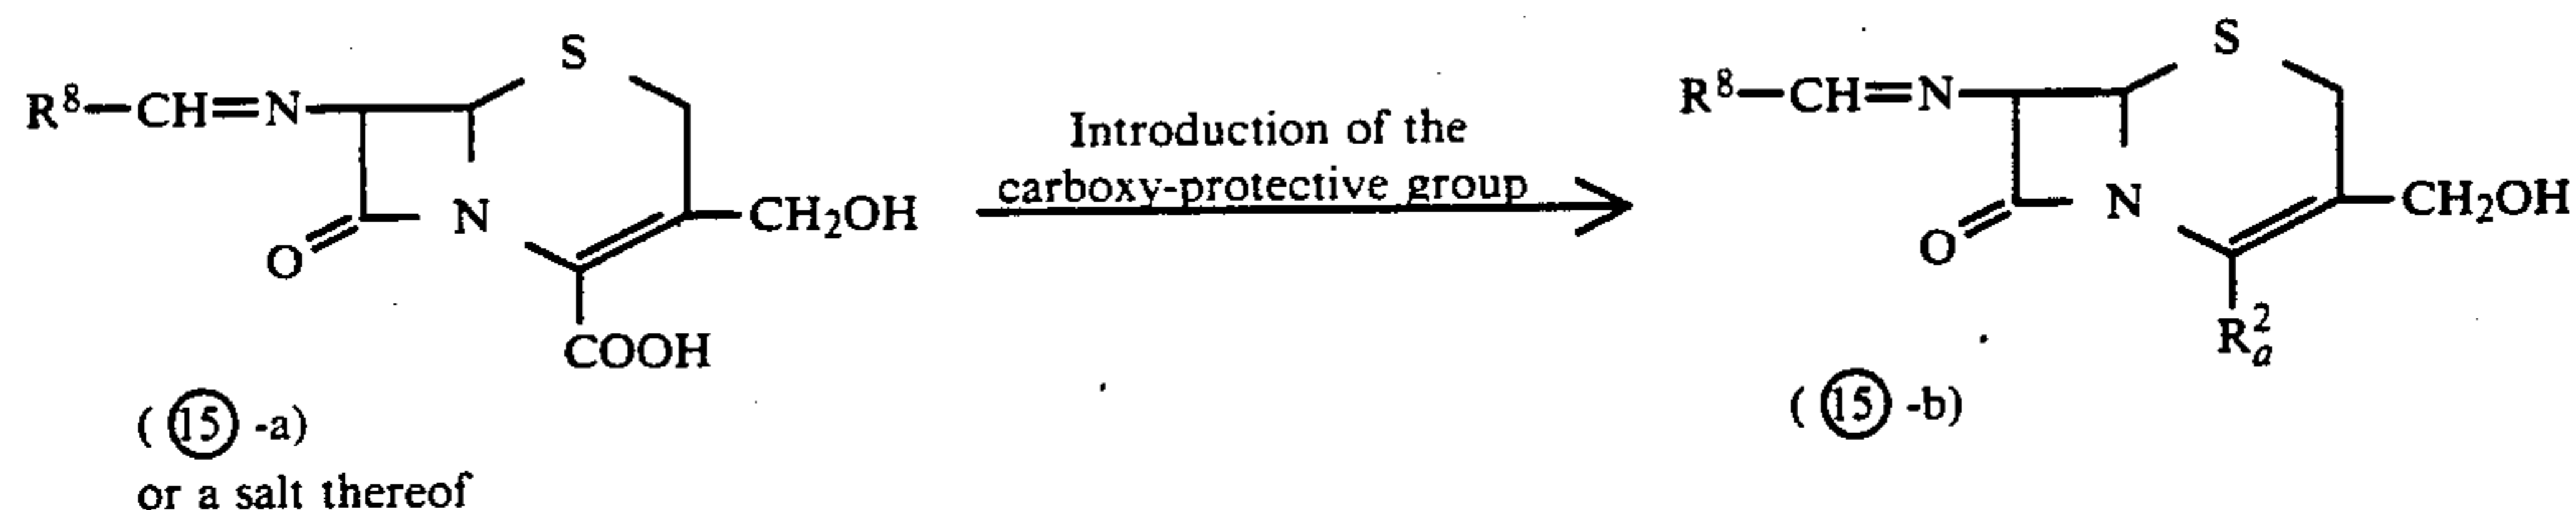 S
R⁸—CH=N
N
O
CH₂OH
COOH
(⑮-a)
or a salt thereof
Introduction of the
carboxy-protective group
S
R⁸—CH=N
N
O
CH₂OH
R²ₐ
(⑮-b)